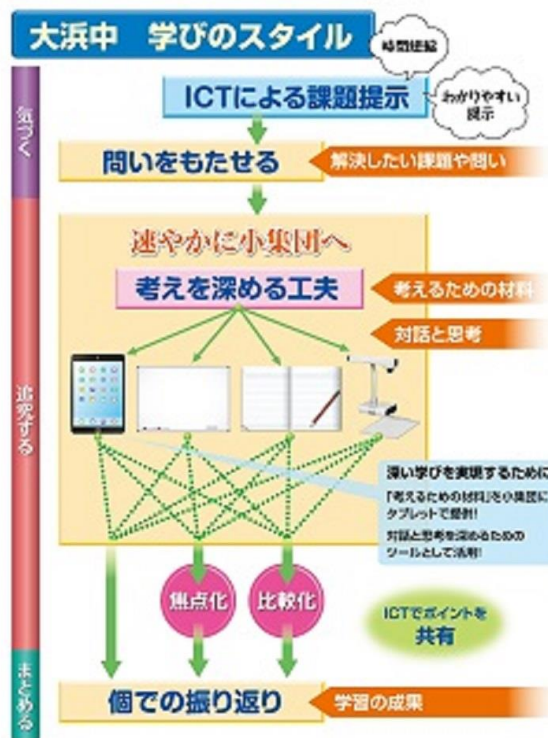 大浜中 学びのスタイル
時間短縮
ICTによる課題提示
わかりやすい
提示
気づく
問いをもたせる
解決したい課題や問い
速やかに小集団へ
考えを深める工夫
考えるための材料
対話と思考
追究する
深い学びを実現するために
「考えるための材料」を小集団に
タブレットで提供!
対話と思考を深めるための
ツールとして活用!
焦点化
比較化
ICTでポイントを
共有
まとめる
個での振り返り
学習の成果